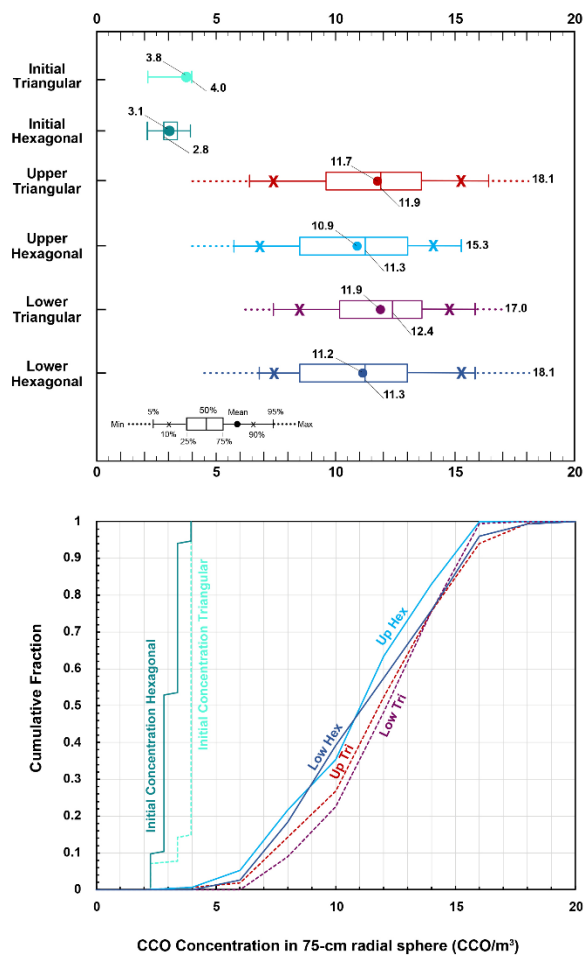 0 5 10 15 20
3.8
Initial
Triangular
4.0
3.1
Initial
Hexagonal
2.8
11.7
Upper
Triangular
18.1
11.9
10.9
Upper
Hexagonal
15.3
11.3
11.9
Lower
Triangular
17.0
12.4
11.2
Lower
Hexagonal
18.1
11.3
5% 50% Mean 95%
Min Max
10% 25% 75% 90%
0 5 10 15 20
1
0.9
0.8
0.7
0.6
0.5
0.4
0.3
0.2
0.1
0
Cumulative Fraction
Initial Concentration Hexagonal
Initial Concentration Triangular
Up Hex
Low Hex
Up Tri
Low Tri
0 5 10 15 20
CCO Concentration in 75-cm radial sphere (CCO/m³)